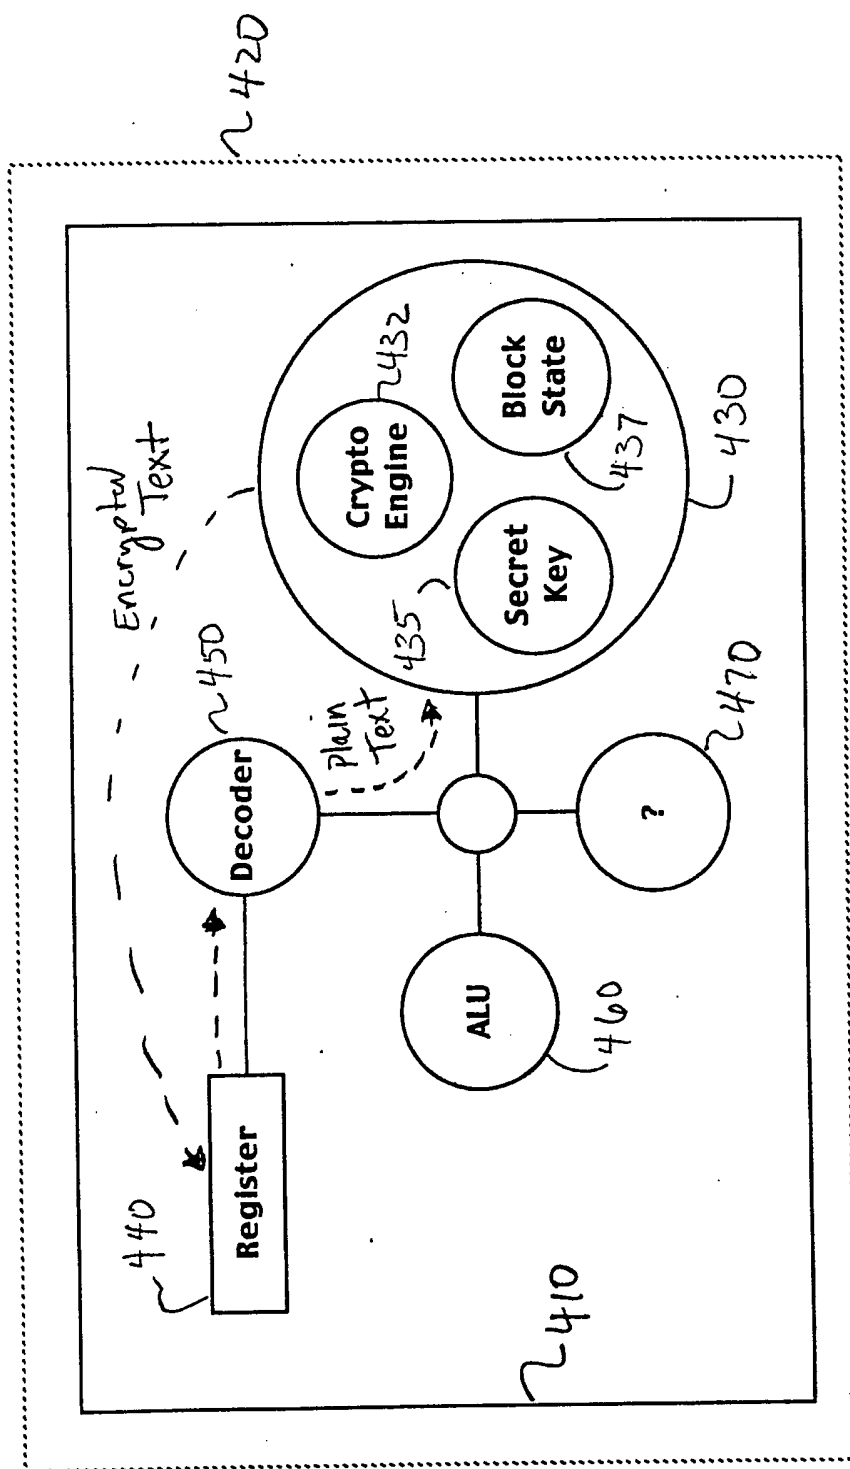 420
Encrypted
Text
450
440
Register
Decoder
Plain
Text
432
Crypto
Engine
435
Secret
Key
Block
State
437
430
ALU
460
?
470
410